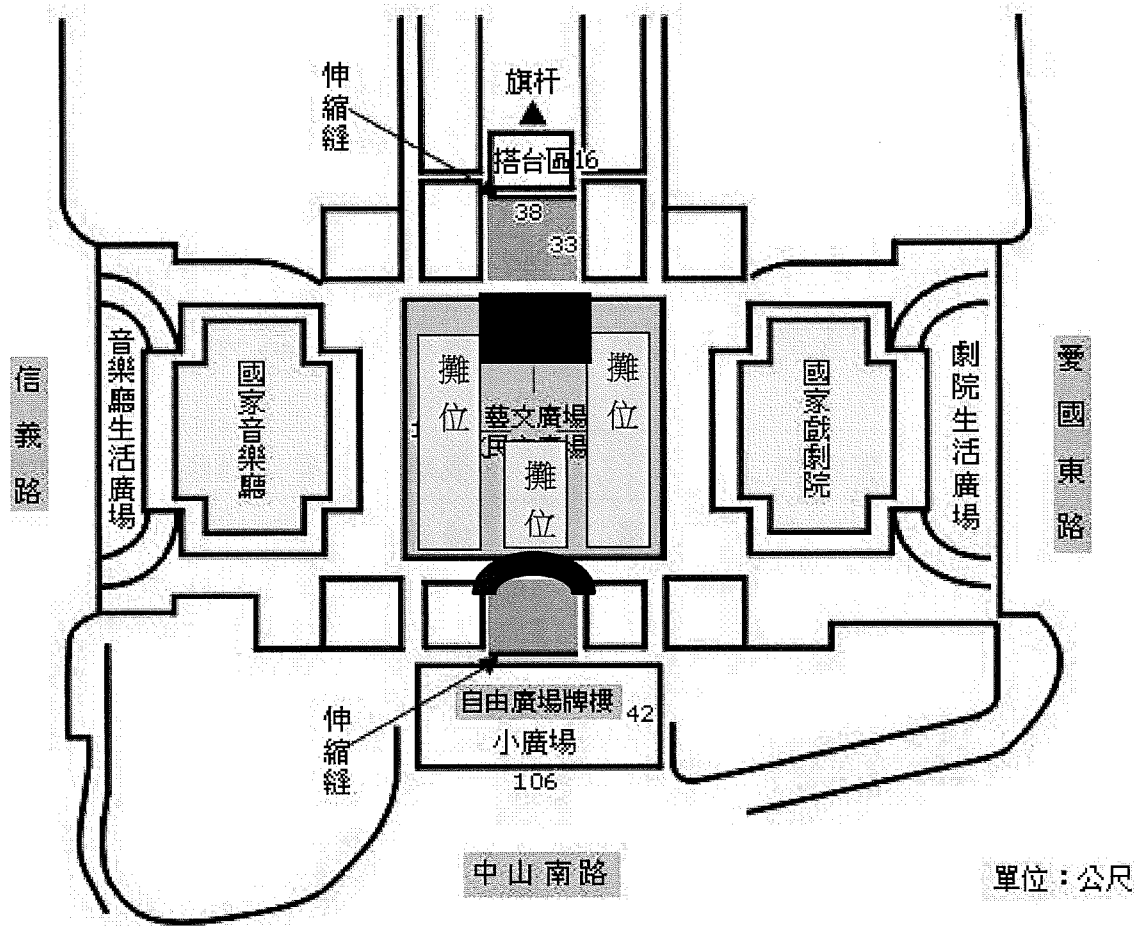 伸縮縫
旗杆
搭台區16
38
33
信義路
音樂廳生活廣場
國家音樂廳
攤位
藝文廣場
攤位
攤位
國家戲劇院
劇院生活廣場
愛國東路
伸縮縫
自由廣場牌樓
小廣場
42
106
中山南路
單位：公尺